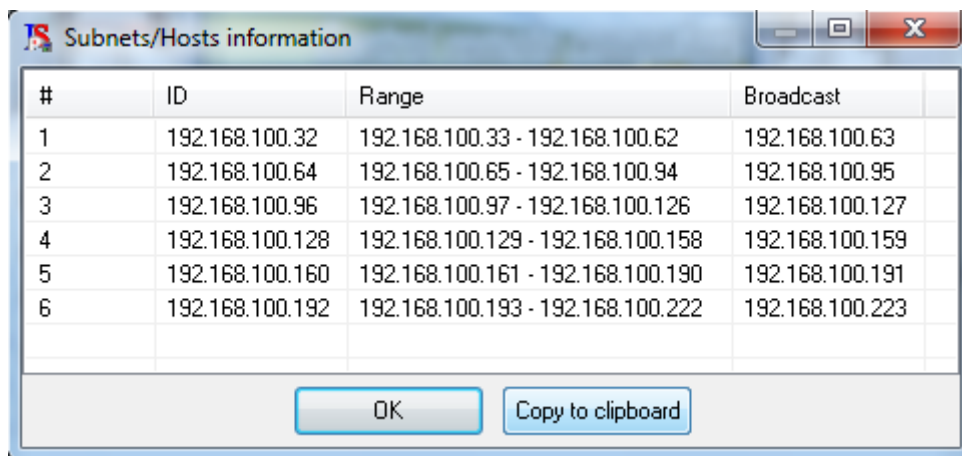 Subnets/Hosts information
# ID Range Broadcast
1 192.168.100.32 192.168.100.33 - 192.168.100.62 192.168.100.63
2 192.168.100.64 192.168.100.65 - 192.168.100.94 192.168.100.95
3 192.168.100.96 192.168.100.97 - 192.168.100.126 192.168.100.127
4 192.168.100.128 192.168.100.129 - 192.168.100.158 192.168.100.159
5 192.168.100.160 192.168.100.161 - 192.168.100.190 192.168.100.191
6 192.168.100.192 192.168.100.193 - 192.168.100.222 192.168.100.223
OK Copy to clipboard